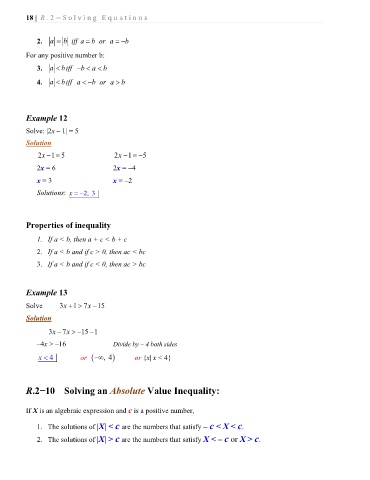 18 | R . 2 – S o l v i n g E q u a t i o n s
2. |a| = |b| iff a = b or a = –b
For any positive number b:
3. |a| < b iff –b < a < b
4. |a| < b iff a < –b or a > b
Example 12
Solve: |2x – 1| = 5
Solution
2x – 1 = 5 2x – 1 = –5
2x = 6 2x = –4
x = 3 x = –2
Solutions: x = –2, 3 |
Properties of inequality
1. If a < b, then a + c < b + c
2. If a < b and if c > 0, then ac < bc
3. If a < b and if c < 0, then ac > bc
Example 13
Solve 3x + 1 > 7x – 15
Solution
3x – 7x > –15 – 1
–4x > –16 Divide by – 4 both sides
x < 4 | or (–∞, 4) or {x| x < 4}
R.2–10 Solving an Absolute Value Inequality:
If X is an algebraic expression and c is a positive number,
1. The solutions of |X| < c are the numbers that satisfy – c < X < c.
2. The solutions of |X| > c are the numbers that satisfy X < – c or X > c.